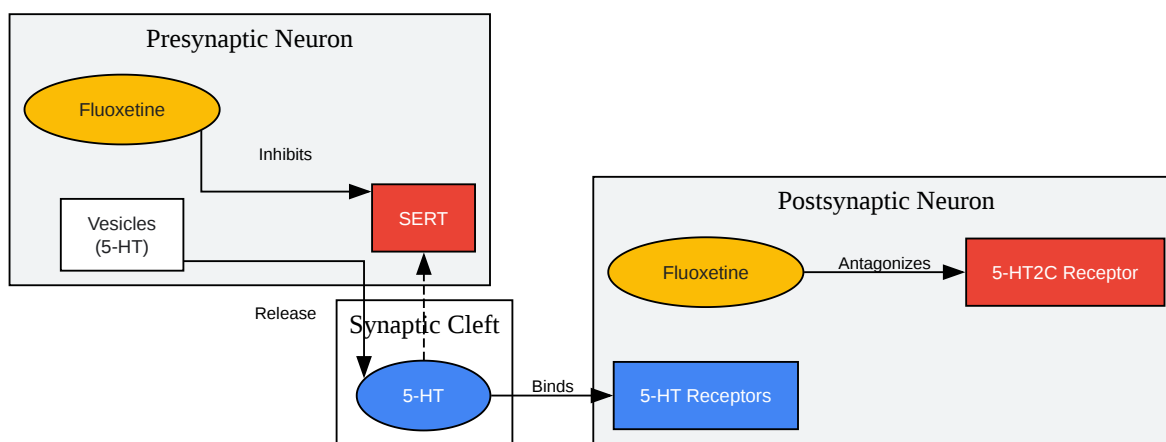 Presynaptic Neuron
Fluoxetine
Inhibits
Vesicles
(5-HT)
SERT
Release
Synaptic Cleft
5-HT
Binds
Postsynaptic Neuron
Fluoxetine
Antagonizes
5-HT2C Receptor
5-HT Receptors